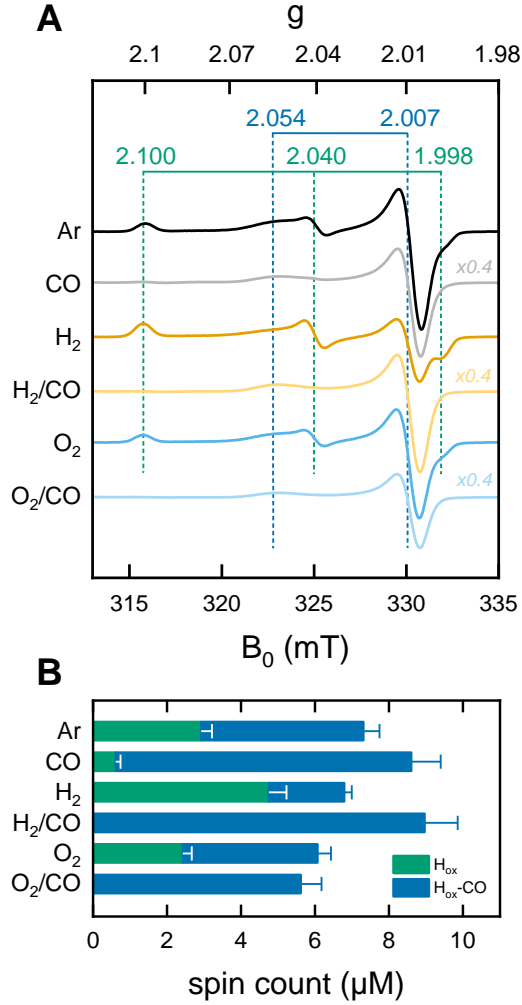 A
g
2.1 2.07 2.04 2.01 1.98
2.054 2.007
2.100 2.040 1.998
Ar
CO x0.4
H₂
H₂/CO x0.4
O₂
O₂/CO x0.4
315 320 325 330 335
B₀ (mT)
B
Ar
CO
H₂
H₂/CO
O₂ Hₒₓ
O₂/CO Hₒₓ-CO
0 2 4 6 8 10
spin count (µM)